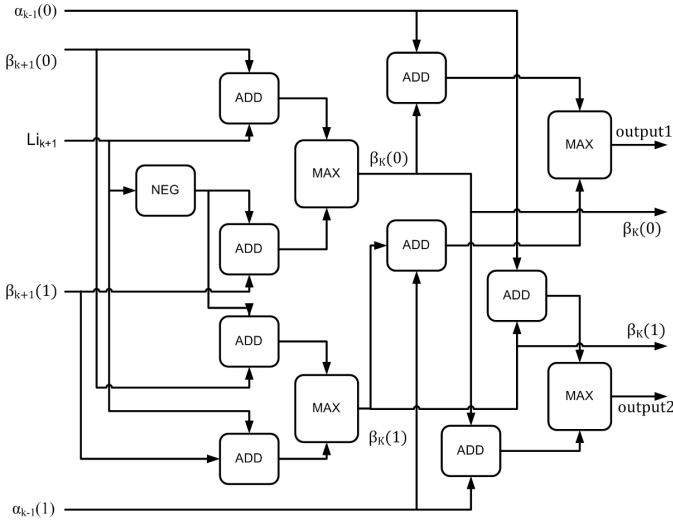 αk-1(0)
βk+1(0)
ADD
ADD
Lik+1
output1
MAX
MAX
βK(0)
NEG
βK(0)
ADD
ADD
βk+1(1)
ADD
ADD
βK(1)
MAX
MAX
output2
βK(1)
ADD
ADD
αk-1(1)